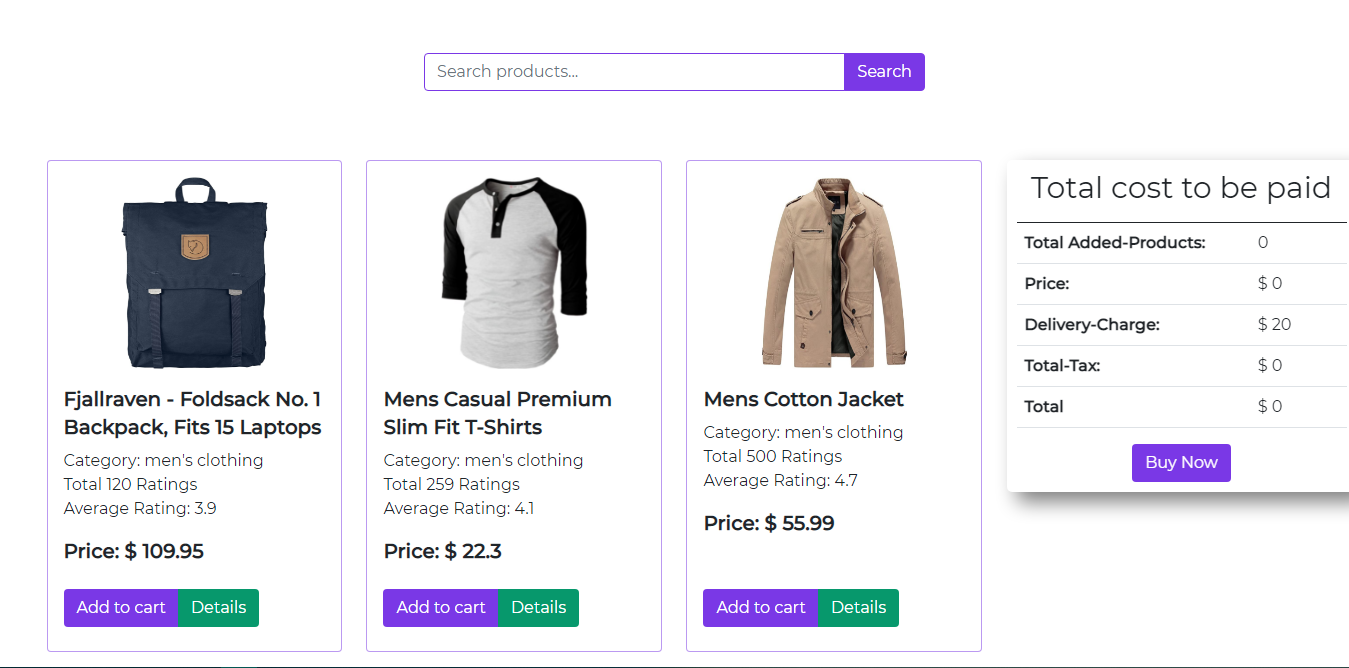 Search products...
Search
Fjallraven - Foldsack No. 1
Backpack, Fits 15 Laptops
Category: men's clothing
Total 120 Ratings
Average Rating: 3.9
Price: $ 109.95
Add to cart
Details
Mens Casual Premium
Slim Fit T-Shirts
Category: men's clothing
Total 259 Ratings
Average Rating: 4.1
Price: $ 22.3
Add to cart
Details
Mens Cotton Jacket
Category: men's clothing
Total 500 Ratings
Average Rating: 4.7
Price: $ 55.99
Add to cart
Details
Total cost to be paid
Total Added-Products: 0
Price: $ 0
Delivery-Charge: $ 20
Total-Tax: $ 0
Total $ 0
Buy Now